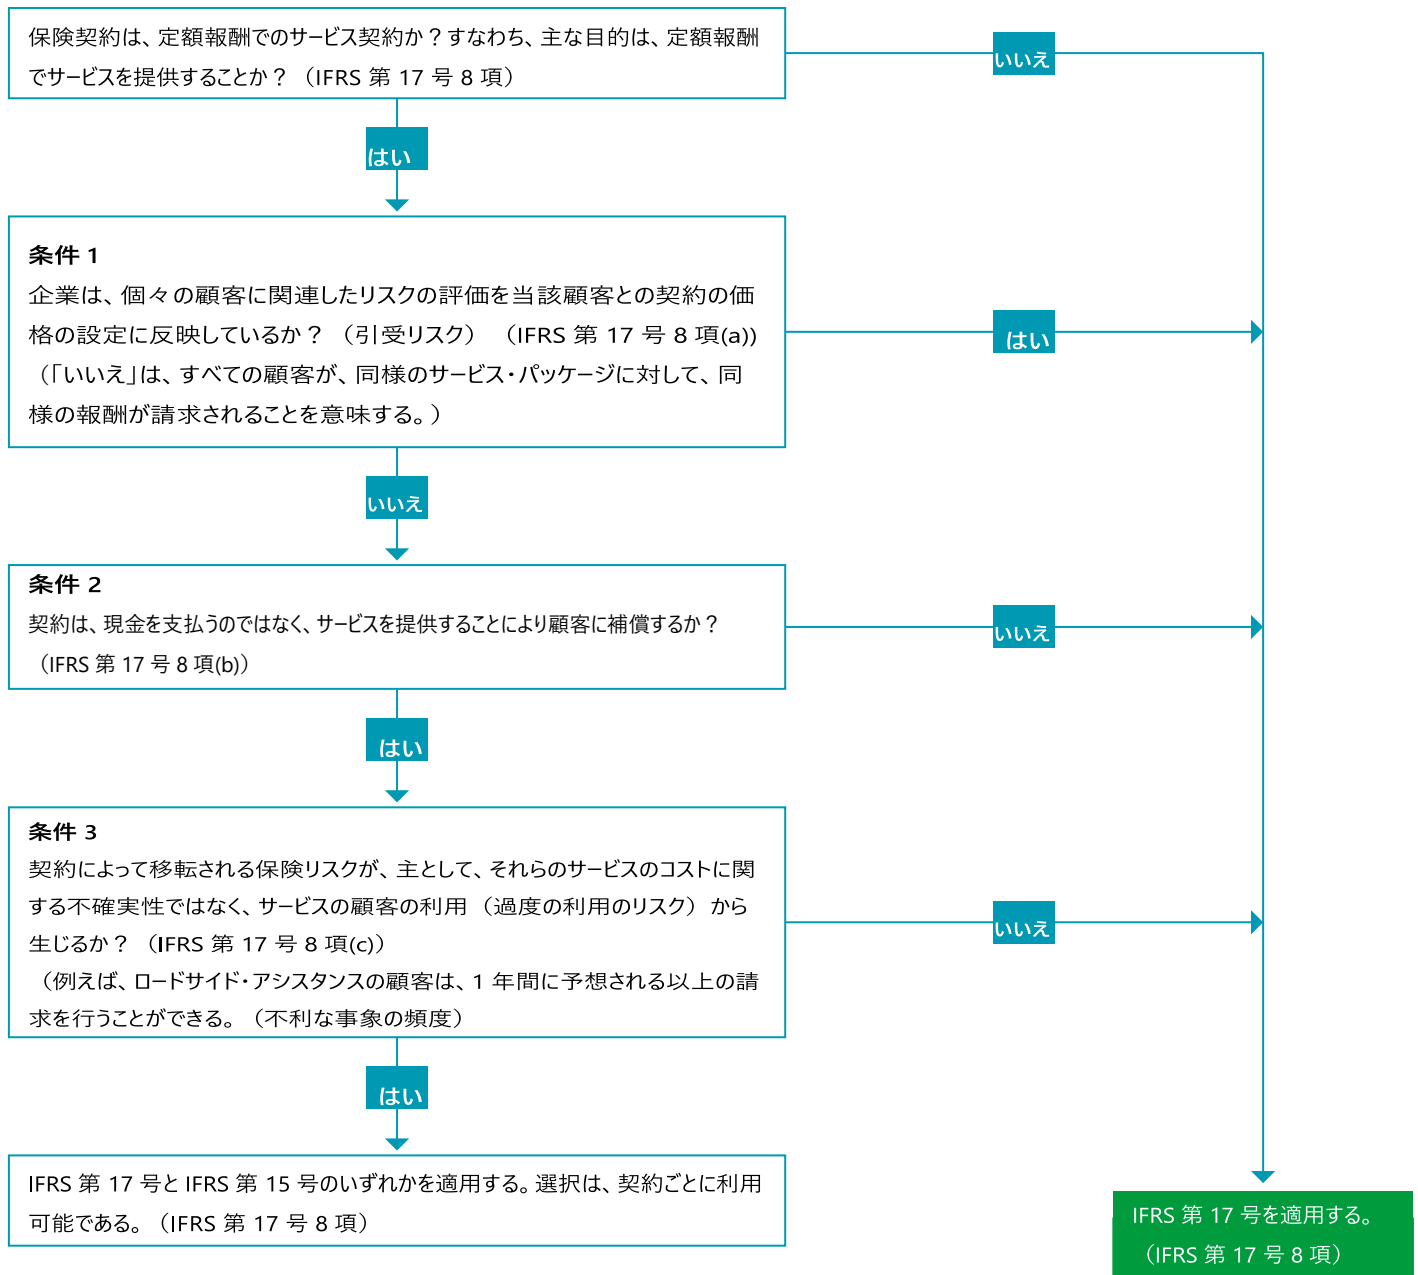 保険契約は、定額報酬でのサービス契約か？すなわち、主な目的は、定額報酬
でサービスを提供することか？（IFRS 第 17 号 8 項）
いいえ
はい
条件 1
企業は、個々の顧客に関連したリスクの評価を当該顧客との契約の価
格の設定に反映しているか？（引受リスク）（IFRS 第 17 号 8 項(a))
（「いいえ」は、すべての顧客が、同様のサービス・パッケージに対して、同
様の報酬が請求されることを意味する。）
はい
いいえ
条件 2
契約は、現金を支払うのではなく、サービスを提供することにより顧客に補償するか？
（IFRS 第 17 号 8 項(b)）
いいえ
はい
条件 3
契約によって移転される保険リスクが、主として、それらのサービスのコストに関
する不確実性ではなく、サービスの顧客の利用（過度の利用のリスク）から
生じるか？（IFRS 第 17 号 8 項(c)）
（例えば、ロードサイド・アシスタンスの顧客は、1 年間に予想される以上の請
求を行うことができる。（不利な事象の頻度）
いいえ
はい
IFRS 第 17 号と IFRS 第 15 号のいずれかを適用する。選択は、契約ごとに利用
可能である。（IFRS 第 17 号 8 項）
IFRS 第 17 号を適用する。
（IFRS 第 17 号 8 項）